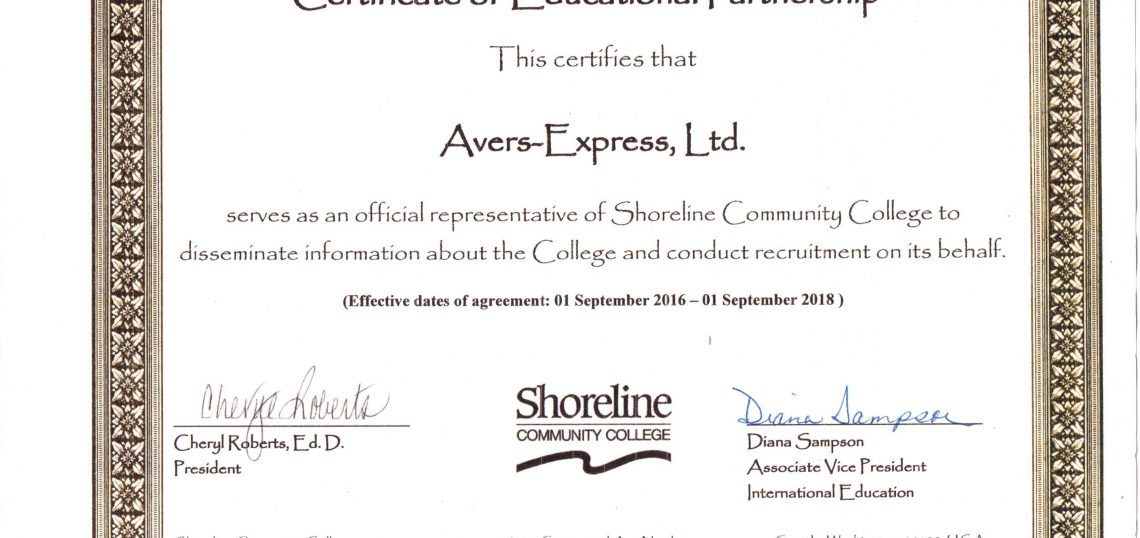 Certificate of Educational Partnership
This certifies that
Avers-Express, Ltd.
serves as an official representative of Shoreline Community College to
disseminate information about the College and conduct recruitment on its behalf.
(Effective dates of agreement: 01 September 2016 – 01 September 2018 )
Cheryl Roberts
Diana Sampson
Shoreline
COMMUNITY COLLEGE
Cheryl Roberts, Ed. D.
President
Diana Sampson
Associate Vice President
International Education